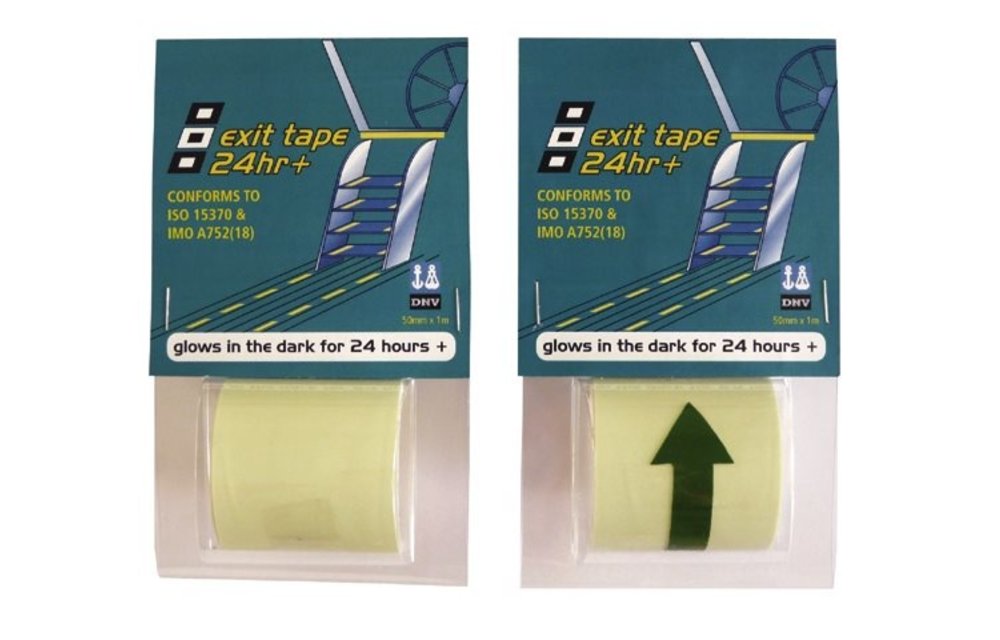 exit tape
24hr+
CONFORMS TO
ISO 15370 &
IMO A752(18)
DNV
50mm x 1m
glows in the dark for 24 hours +
exit tape
24hr+
CONFORMS TO
ISO 15370 &
IMO A752(18)
DNV
50mm x 1m
glows in the dark for 24 hours +